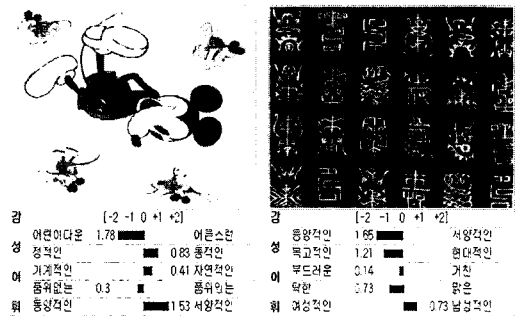 감 [-2 -1 0 +1 +2]
어린이다운 1.78 어른스런
성 정적인 0.83 동적인
어 기계적인 0.41 자연적인
품위없는 0.3 품위있는
휘 동양적인 1.53 서양적인
감 [-2 -1 0 +1 +2]
동양적인 1.65 서양적인
성 복고적인 1.21 현대적인
어 부드러운 0.14 거친
탁한 0.73 맑은
휘 여성적인 0.73 남성적인